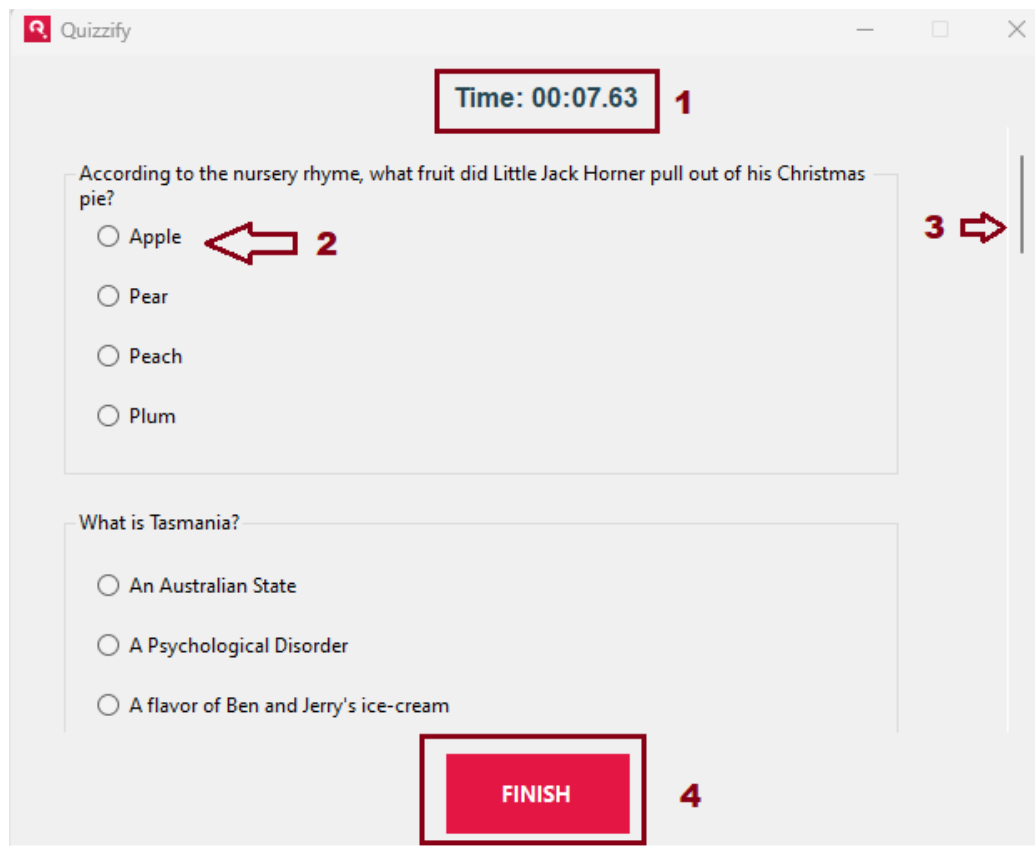 Quizzify
Time: 00:07.63
1
According to the nursery rhyme, what fruit did Little Jack Horner pull out of his Christmas
pie?
Apple
2
3
Pear
Peach
Plum
What is Tasmania?
An Australian State
A Psychological Disorder
A flavor of Ben and Jerry's ice-cream
FINISH
4